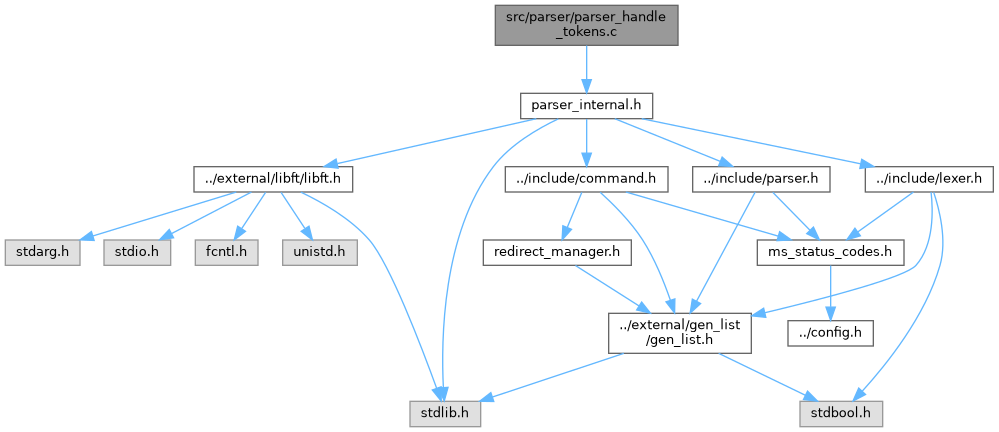 src/parser/parser_handle
_tokens.c
parser_internal.h
../external/libft/libft.h
../include/command.h
../include/parser.h
../include/lexer.h
stdarg.h
stdio.h
fcntl.h
unistd.h
redirect_manager.h
ms_status_codes.h
../external/gen_list
/gen_list.h
../config.h
stdlib.h
stdbool.h